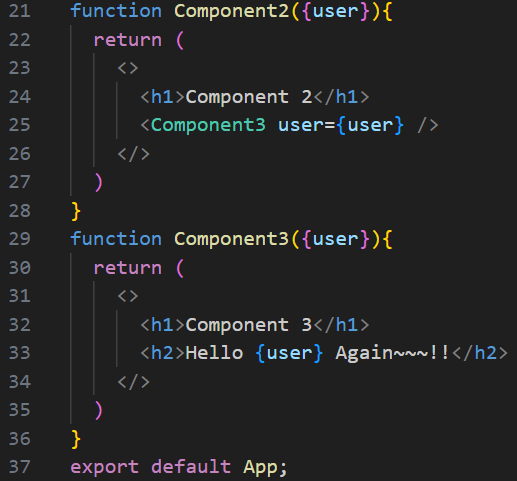 21 function Component2({user}){
22 return (
23 <>
24 <h1>Component 2</h1>
25 <Component3 user={user} />
26 </>
27 )
28 }
29 function Component3({user}){
30 return (
31 <>
32 <h1>Component 3</h1>
33 <h2>Hello {user} Again~~~!!</h2>
34 </>
35 )
36 }
37 export default App;